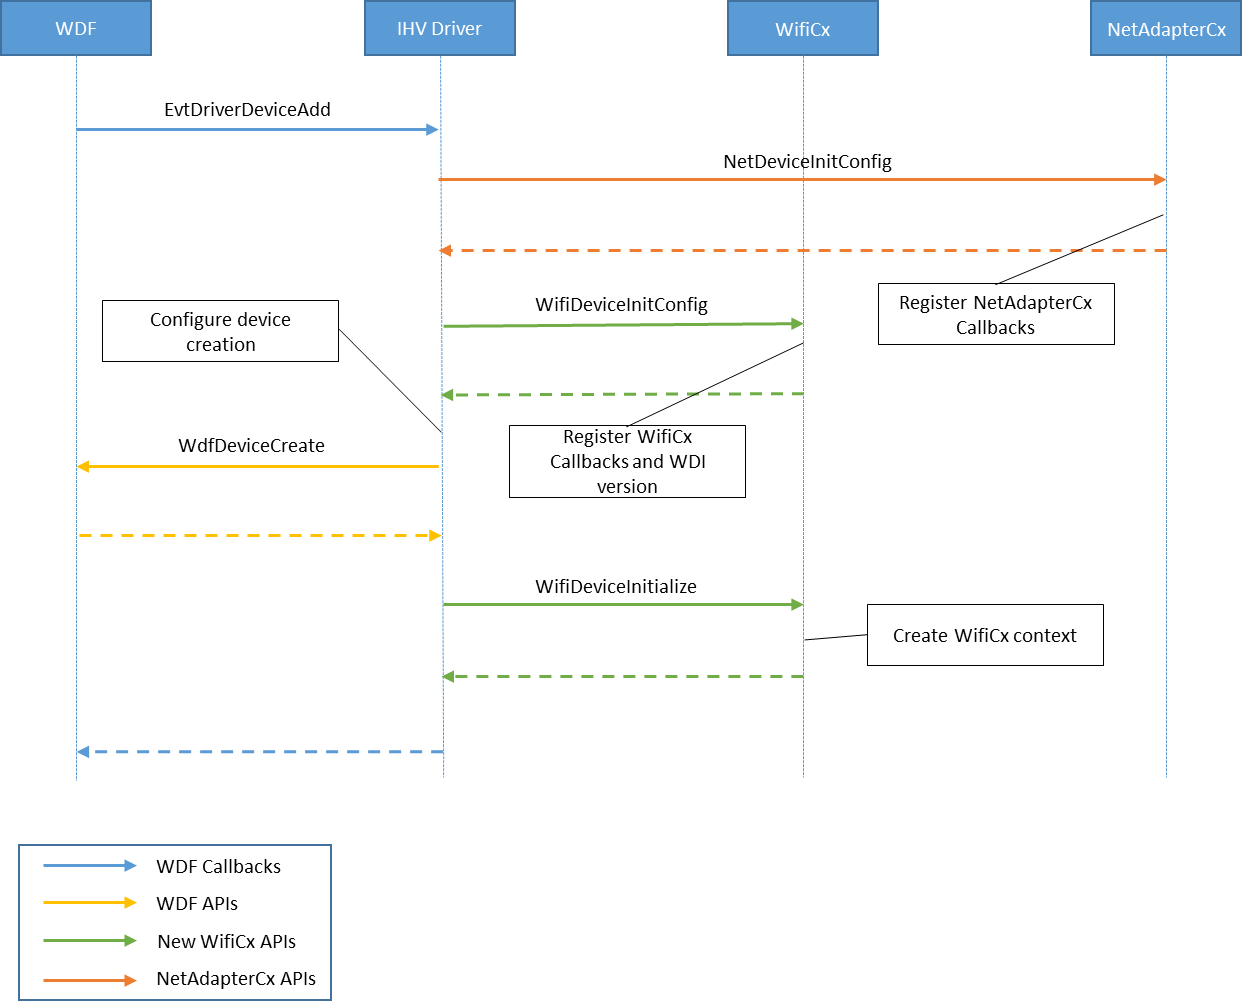 WDF
IHV Driver
WifiCx
NetAdapterCx
EvtDriverDeviceAdd
NetDeviceInitConfig
Register NetAdapterCx
Callbacks
WifiDeviceInitConfig
Configure device
creation
Register WifiCx
Callbacks and WDI
version
WdfDeviceCreate
WifiDeviceInitialize
Create WifiCx context
WDF Callbacks
WDF APIs
New WifiCx APIs
NetAdapterCx APIs